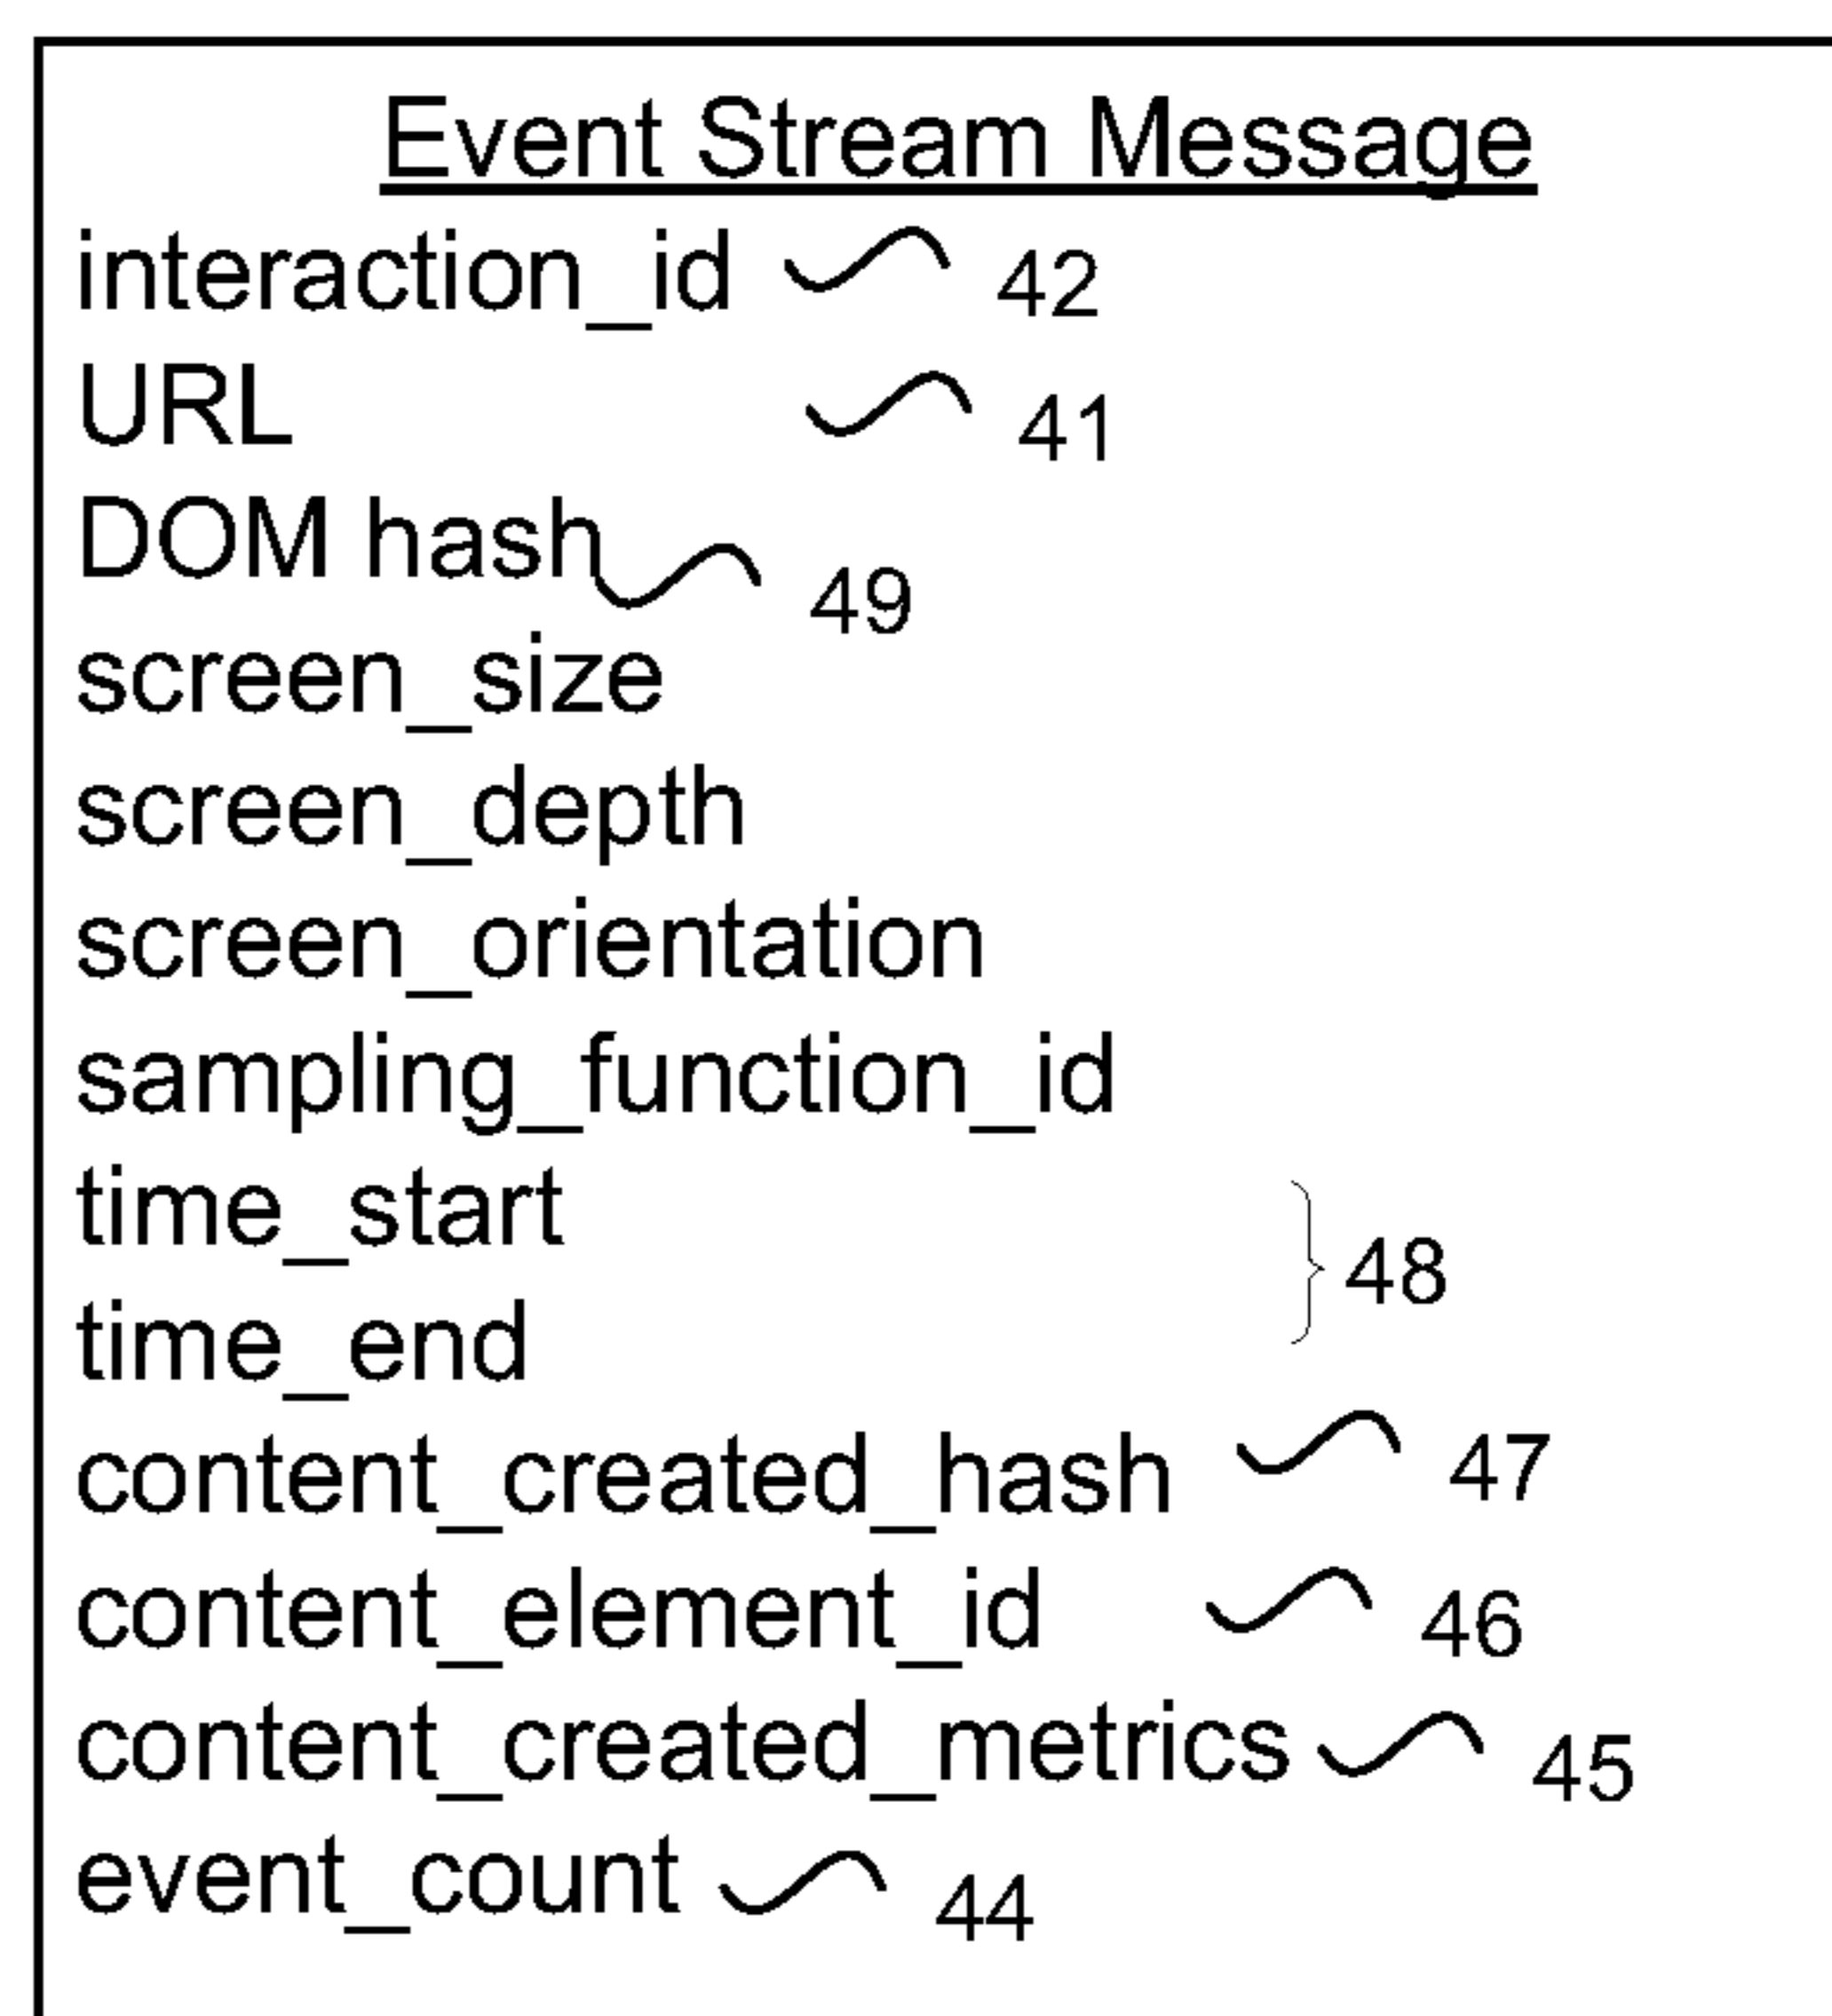 Event Stream Message
interaction_id 42
URL 41
DOM hash 49
screen_size
screen_depth
screen_orientation
sampling_function_id
time_start
48
time_end
content_created_hash 47
content_element_id 46
content_created_metrics 45
event_count 44